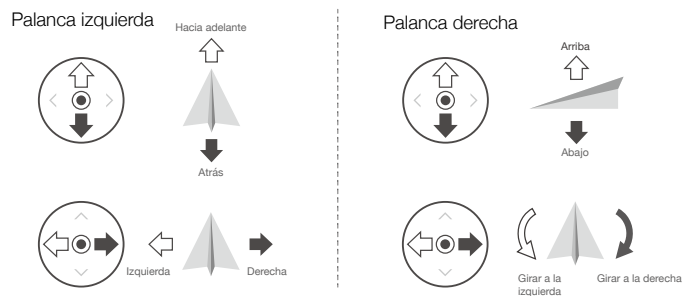 Palanca izquierda
Hacia adelante
Atrás
Izquierda
Derecha
Palanca derecha
Arriba
Abajo
Girar a la
izquierda
Girar a la derecha